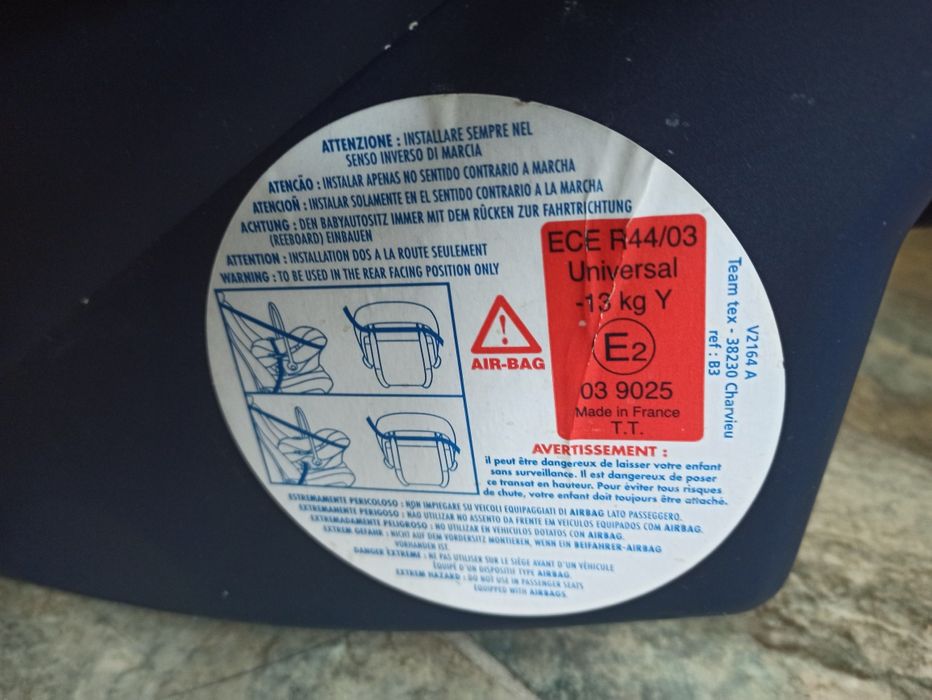 ATTENZIONE : INSTALLARE SEMPRE NEL
SENSO INVERSO DI MARCIA
ATENCÃO : INSTALAR APENAS NO SENTIDO CONTRARIO A MARCHA
ATENCIOÑ : INSTALAR SOLAMENTE EN EL SENTIDO CONTRARIO A LA MARCHA
ACHTUNG : DEN BABYAUTOSITZ IMMER MIT DEM RÜCKEN ZUR FAHRTRICHTUNG
(REEBOARD) EINBAUEN
ATTENTION : INSTALLATION DOS A LA ROUTE SEULEMENT
WARNING : TO BE USED IN THE REAR FACING POSITION ONLY
AIR-BAG
ECE R44/03
Universal
-13 kg Y
E2
03 9025
Made in France
T.T.
V2164 A
Team tex - 38230 Charvieu
ref : B3
AVERTISSEMENT :
il peut être dangereux de laisser votre enfant
sans surveillance. Il est dangereux de poser
ce transat en hauteur. Pour éviter tous risques
de chute, votre enfant doit toujours être attaché.
ESTREMAMENTE PERICOLOSO : NON IMPIEGARE SU VEICOLI EQUIPAGGIATI DI AIRBAG LATO PASSEGGERO.
EXTREMAMENTE PERIGOSO : NÃO UTILIZAR NO ASSENTO DA FRENTE EM VEICULOS EQUIPADOS COM AIRBAG.
EXTREMADAMENTE PELIGROSO : NO UTILIZAR EN VEHICULOS DOTATOS CON AIRBAG.
EXTREM GEFAHR : NICHT AUF DEM VORDERSITZ MONTIEREN, WENN EIN BEIFAHRER-AIRBAG
VORHANDEN IST.
DANGER EXTREME : NE PAS UTILISER SUR LE SIÈGE AVANT D'UN VÉHICULE
ÉQUIPÉ D'UN DISPOSITIF TYPE AIRBAG.
EXTREM HAZARD : DO NOT USE IN PASSENGER SEATS
EQUIPPED WITH AIRBAGS.